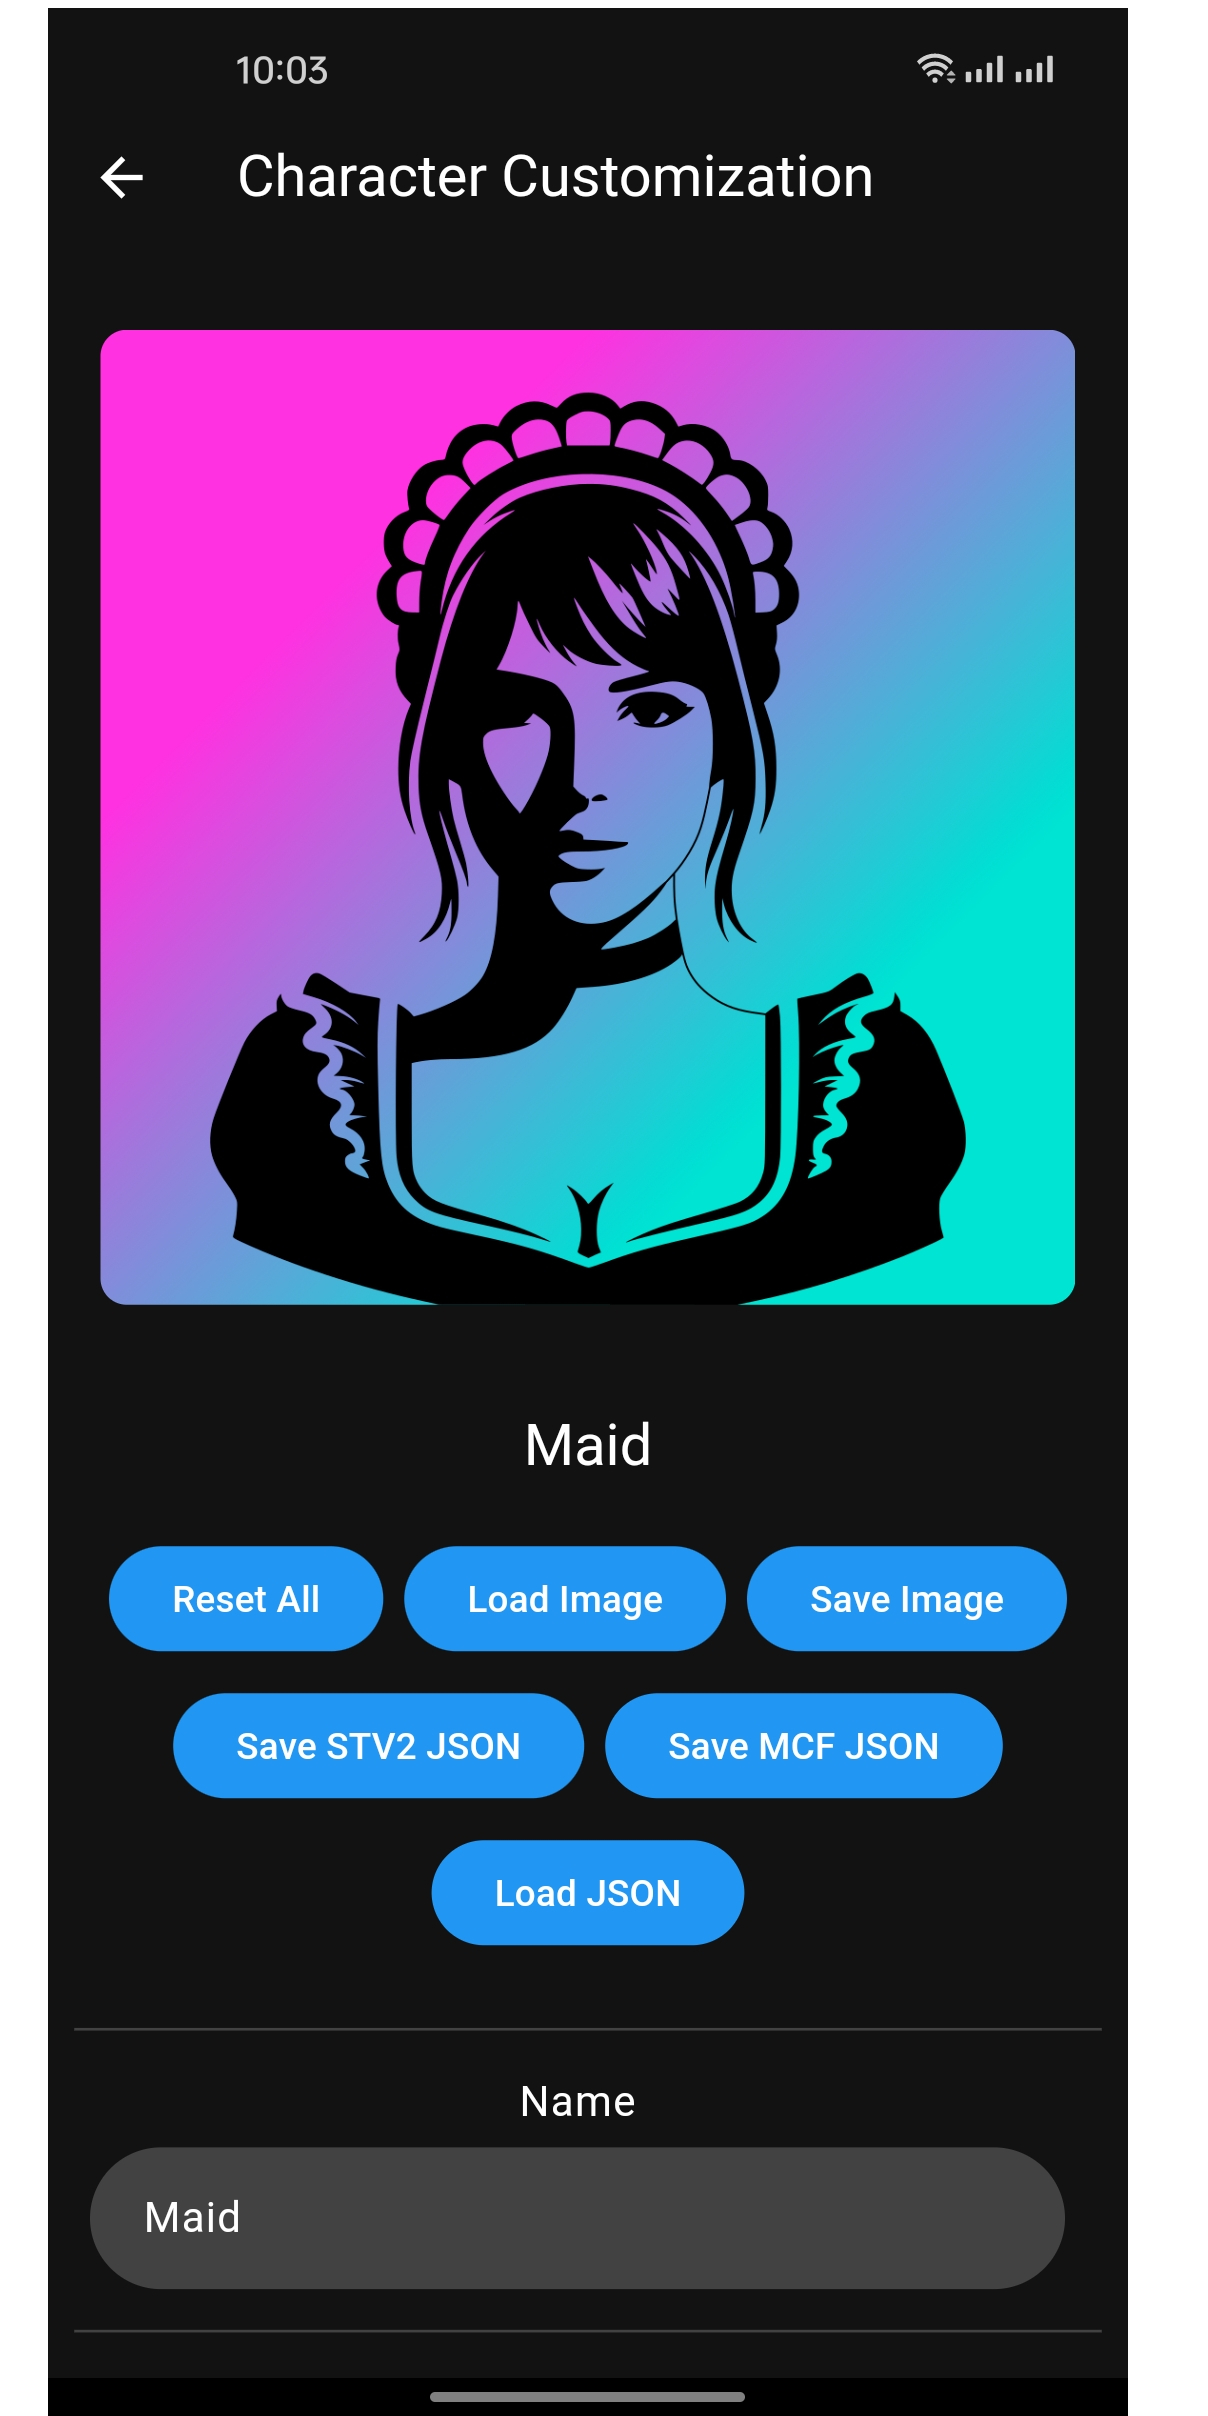 10:03
Character Customization
Maid
Reset All
Load Image
Save Image
Save STV2 JSON
Save MCF JSON
Load JSON
Name
Maid